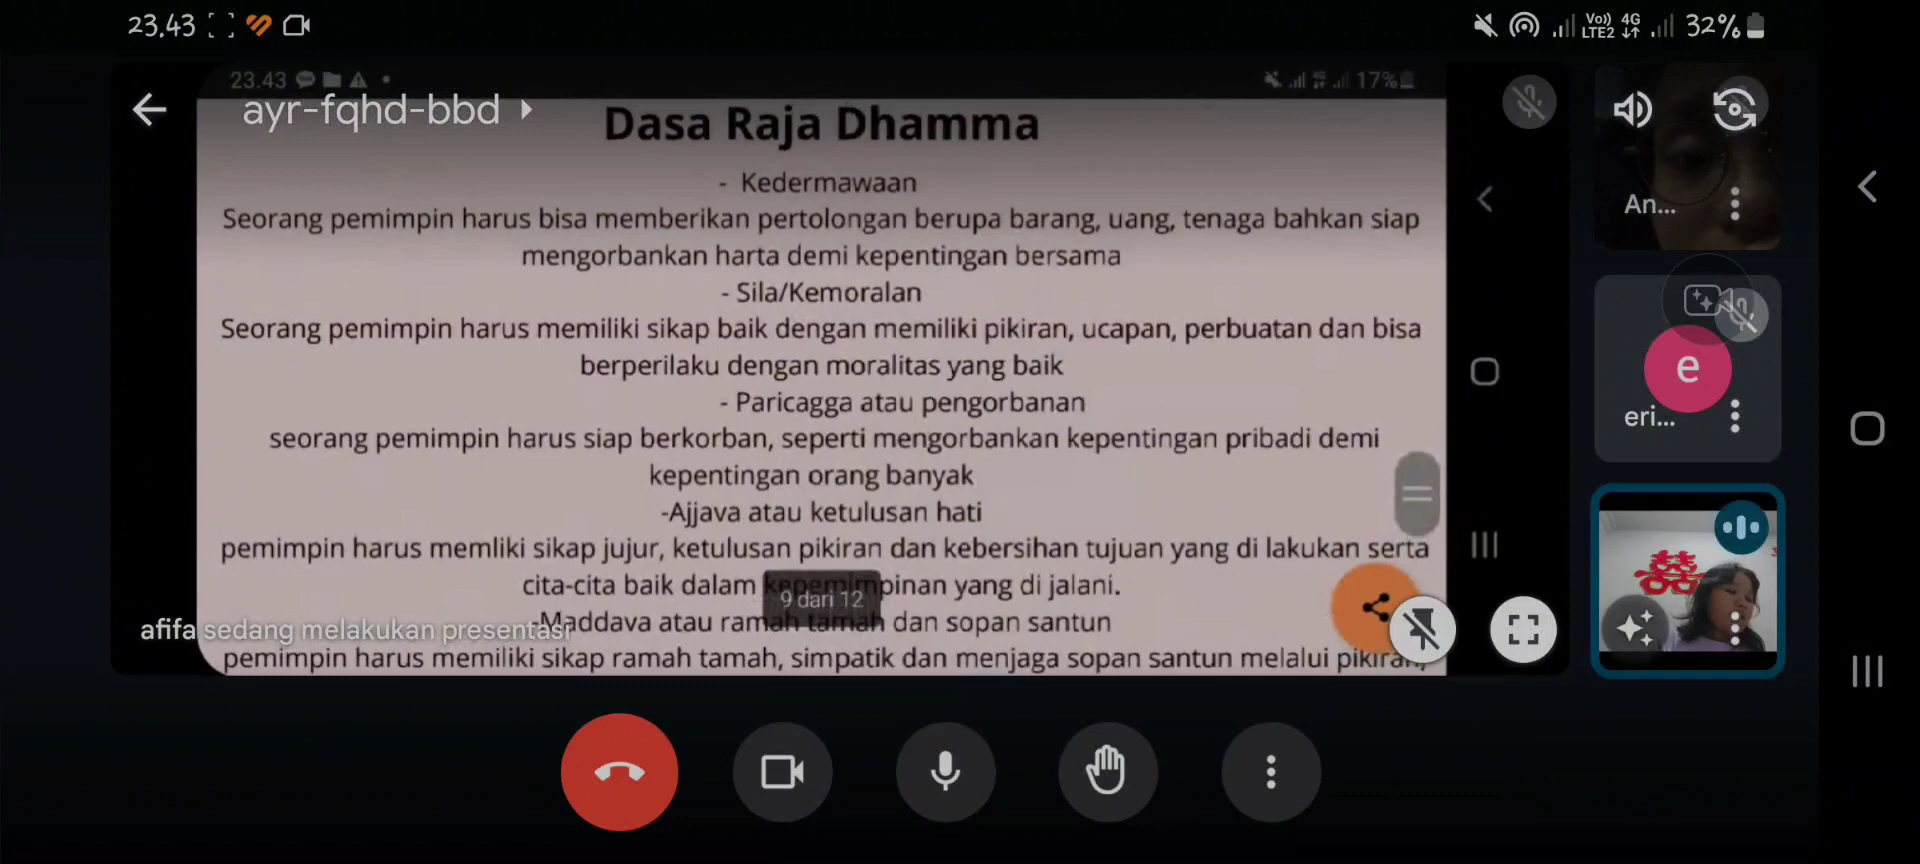 23.43
Vo))
LTE2
4G
32%
23.43
17%
ayr-fqhd-bbd
Dasa Raja Dhamma
- Kedermawaan
Seorang pemimpin harus bisa memberikan pertolongan berupa barang, uang, tenaga bahkan siap
mengorbankan harta demi kepentingan bersama
- Sila/Kemoralan
Seorang pemimpin harus memiliki sikap baik dengan memiliki pikiran, ucapan, perbuatan dan bisa
berperilaku dengan moralitas yang baik
- Paricagga atau pengorbanan
seorang pemimpin harus siap berkorban, seperti mengorbankan kepentingan pribadi demi
kepentingan orang banyak
-Ajjava atau ketulusan hati
pemimpin harus memliki sikap jujur, ketulusan pikiran dan kebersihan tujuan yang di lakukan serta
cita-cita baik dalam kepemimpinan yang di jalani.
9 dari 12
-Maddava atau ramah tamah dan sopan santun
afifa sedang melakukan presentasi
pemimpin harus memiliki sikap ramah tamah, simpatik dan menjaga sopan santun melalui pikiran,
An...
e
eri...
囍